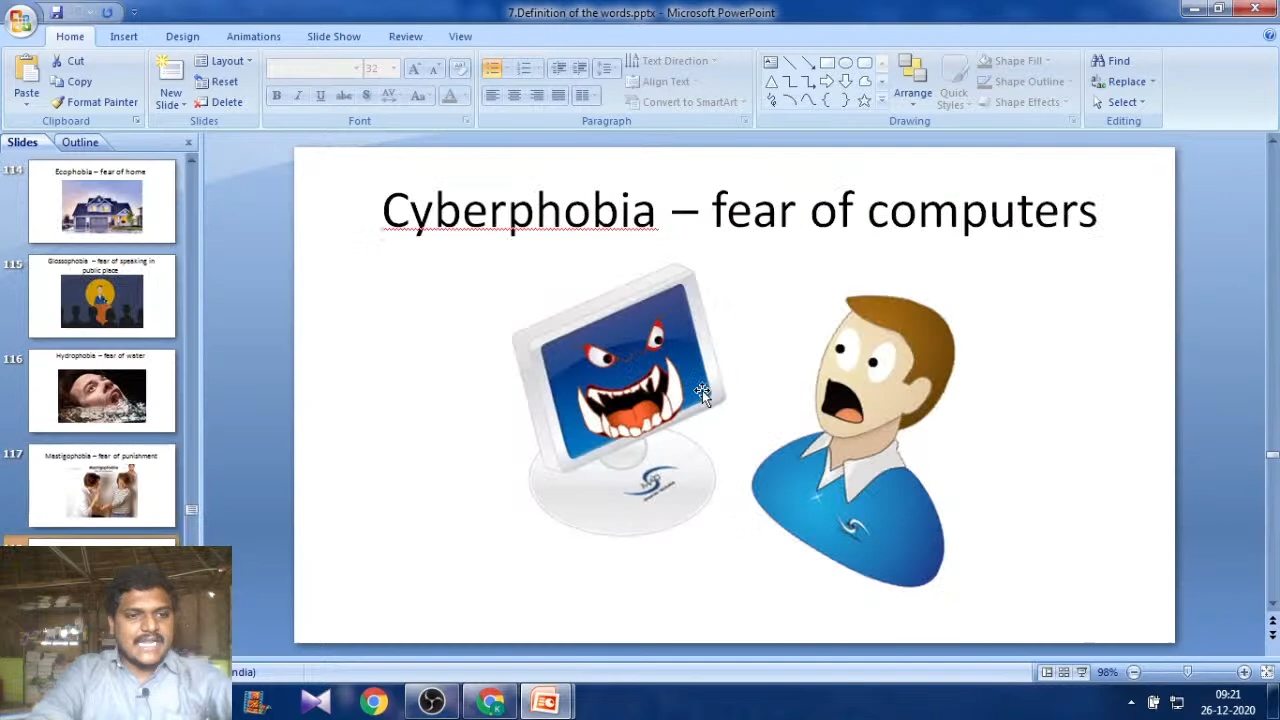 7.Definition of the words.pptx - Microsoft PowerPoint
Home Insert Design Animations Slide Show Review View
Paste
Cut
Copy
Format Painter
Clipboard
New Slide
Layout
Reset
Delete
Slides
32
Font
Paragraph
Text Direction
Align Text
Convert to SmartArt
Arrange
Quick Styles
Drawing
Shape Fill
Shape Outline
Shape Effects
Find
Replace
Select
Editing
Slides Outline
114
Ecophobia – fear of home
115
Glossophobia – fear of speaking in
public place
116
Hydrophobia – fear of water
117
Mastigophobia – fear of punishment
Mastigophobia
Cyberphobia – fear of computers
ndia)
98%
09:21
26-12-2020